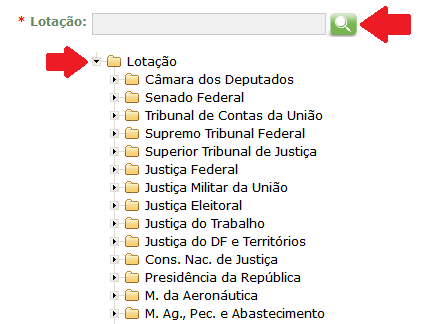 * Lotação:
Lotação
Câmara dos Deputados
Senado Federal
Tribunal de Contas da União
Supremo Tribunal Federal
Superior Tribunal de Justiça
Justiça Federal
Justiça Militar da União
Justiça Eleitoral
Justiça do Trabalho
Justiça do DF e Territórios
Cons. Nac. de Justiça
Presidência da República
M. da Aeronáutica
M. Ag., Pec. e Abastecimento